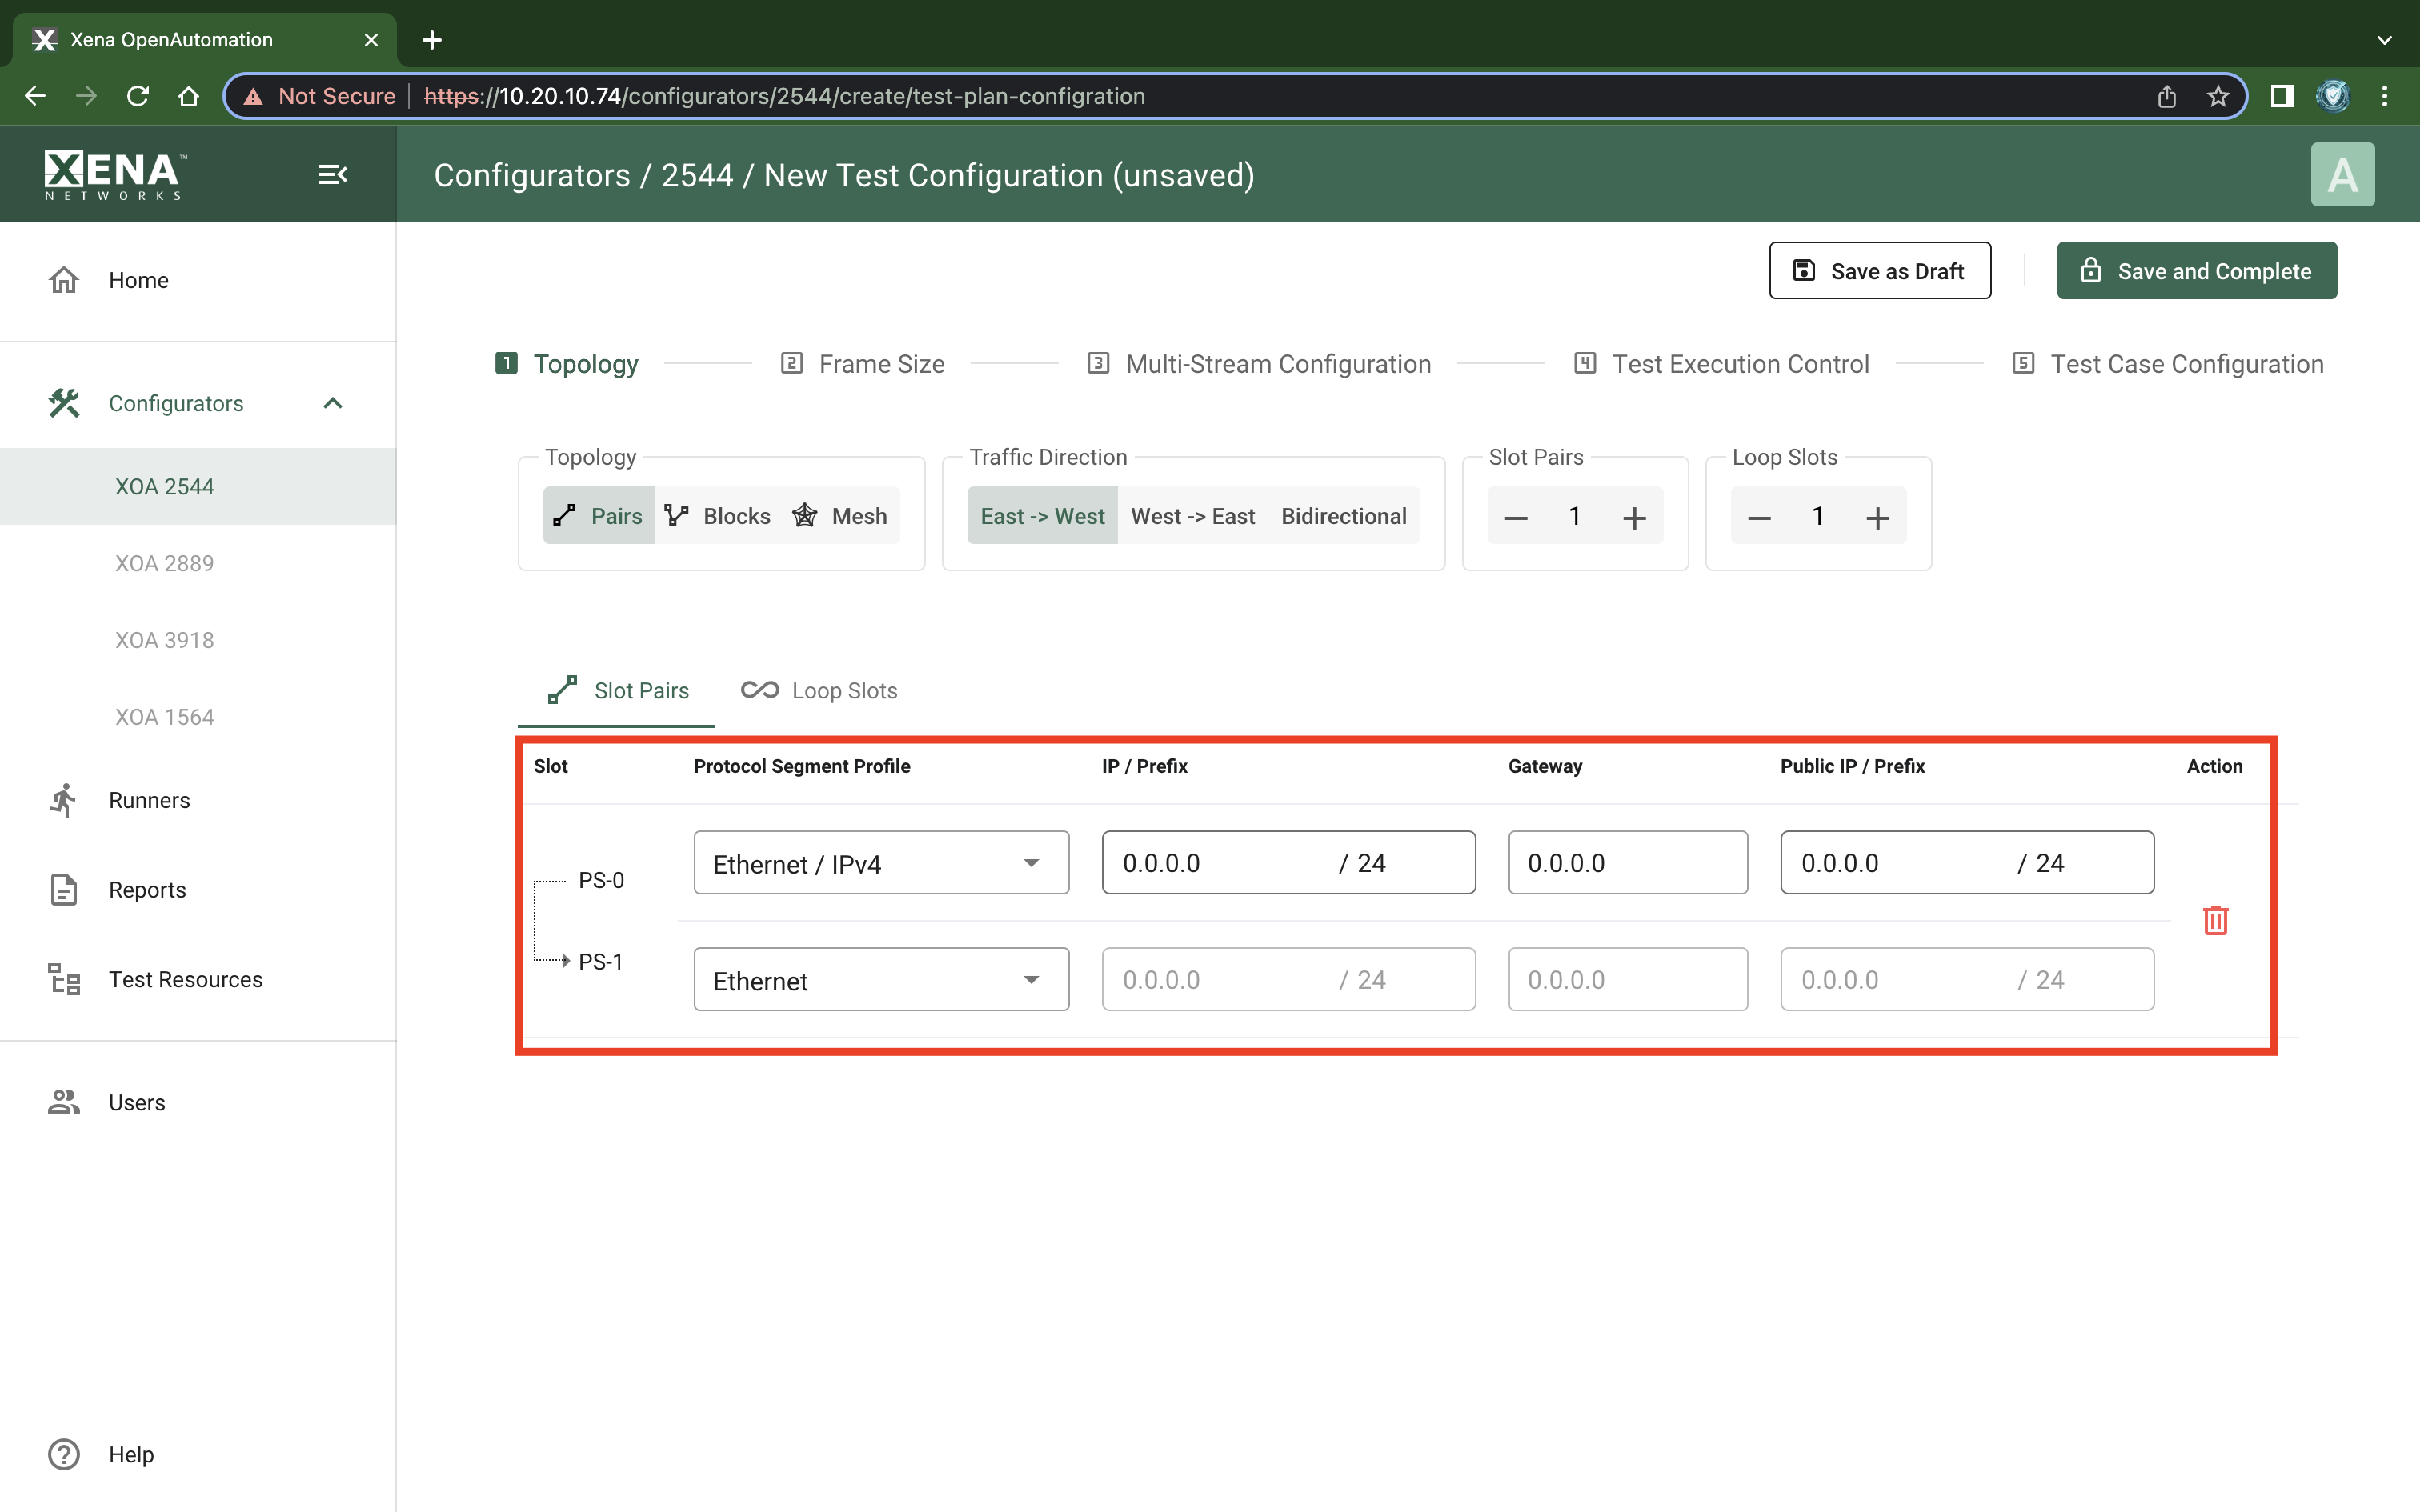 Xena OpenAutomation
Not Secure https://10.20.10.74/configurators/2544/create/test-plan-configration
XENA™
NETWORKS
Configurators / 2544 / New Test Configuration (unsaved)
A
Home
Configurators
XOA 2544
XOA 2889
XOA 3918
XOA 1564
Runners
Reports
Test Resources
Users
Help
Save as Draft
Save and Complete
1 Topology 2 Frame Size 3 Multi-Stream Configuration 4 Test Execution Control 5 Test Case Configuration
Topology Traffic Direction Slot Pairs Loop Slots
Pairs Blocks Mesh East -> West West -> East Bidirectional — 1 + — 1 +
Slot Pairs Loop Slots
Slot Protocol Segment Profile IP / Prefix Gateway Public IP / Prefix Action
PS-0 Ethernet / IPv4 0.0.0.0 / 24 0.0.0.0 0.0.0.0 / 24
PS-1 Ethernet 0.0.0.0 / 24 0.0.0.0 0.0.0.0 / 24